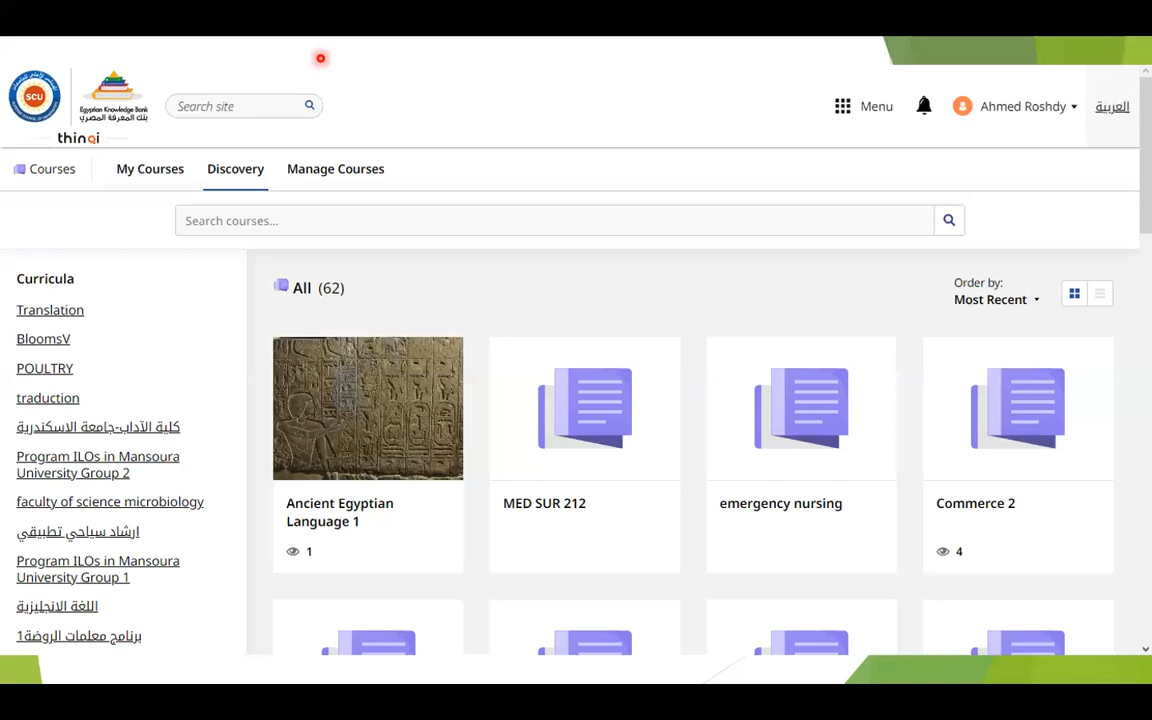 SCU
Egyptian Knowledge Bank
بنك المعرفة المصري
thinqi
Search site
Menu
Ahmed Roshdy
العربية
Courses
My Courses
Discovery
Manage Courses
Search courses...
Curricula
Translation
BloomsV
POULTRY
traduction
كلية الآداب-جامعة الاسكندرية
Program ILOs in Mansoura
University Group 2
faculty of science microbiology
ارشاد سياحي تطبيقي
Program ILOs in Mansoura
University Group 1
اللغة الانجليزية
برنامج معلمات الروضة1
All (62)
Order by:
Most Recent
Ancient Egyptian
Language 1
1
MED SUR 212
emergency nursing
Commerce 2
4